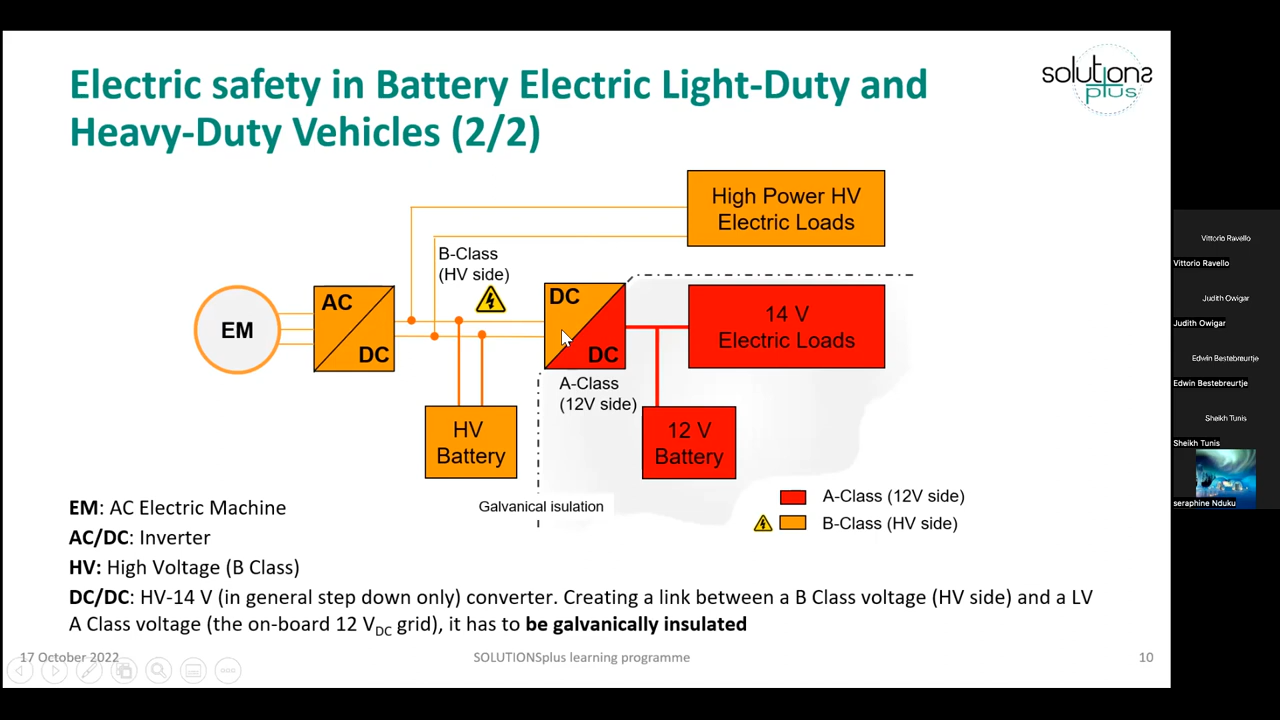 Electric safety in Battery Electric Light-Duty and
Heavy-Duty Vehicles (2/2)
solutions
plus
High Power HV
Electric Loads
B-Class
(HV side)
EM
AC
DC
DC
DC
14 V
Electric Loads
A-Class
(12V side)
HV
Battery
12 V
Battery
Galvanical insulation
A-Class (12V side)
B-Class (HV side)
EM: AC Electric Machine
AC/DC: Inverter
HV: High Voltage (B Class)
DC/DC: HV-14 V (in general step down only) converter. Creating a link between a B Class voltage (HV side) and a LV
A Class voltage (the on-board 12 VDC grid), it has to be galvanically insulated
17 October 2022
SOLUTIONSplus learning programme
10
Vittorio Ravello
Vittorio Ravello
Judith Owigar
Judith Owigar
Edwin Bestebreurtje
Edwin Bestebreurtje
Sheikh Tunis
Sheikh Tunis
seraphine Nduku